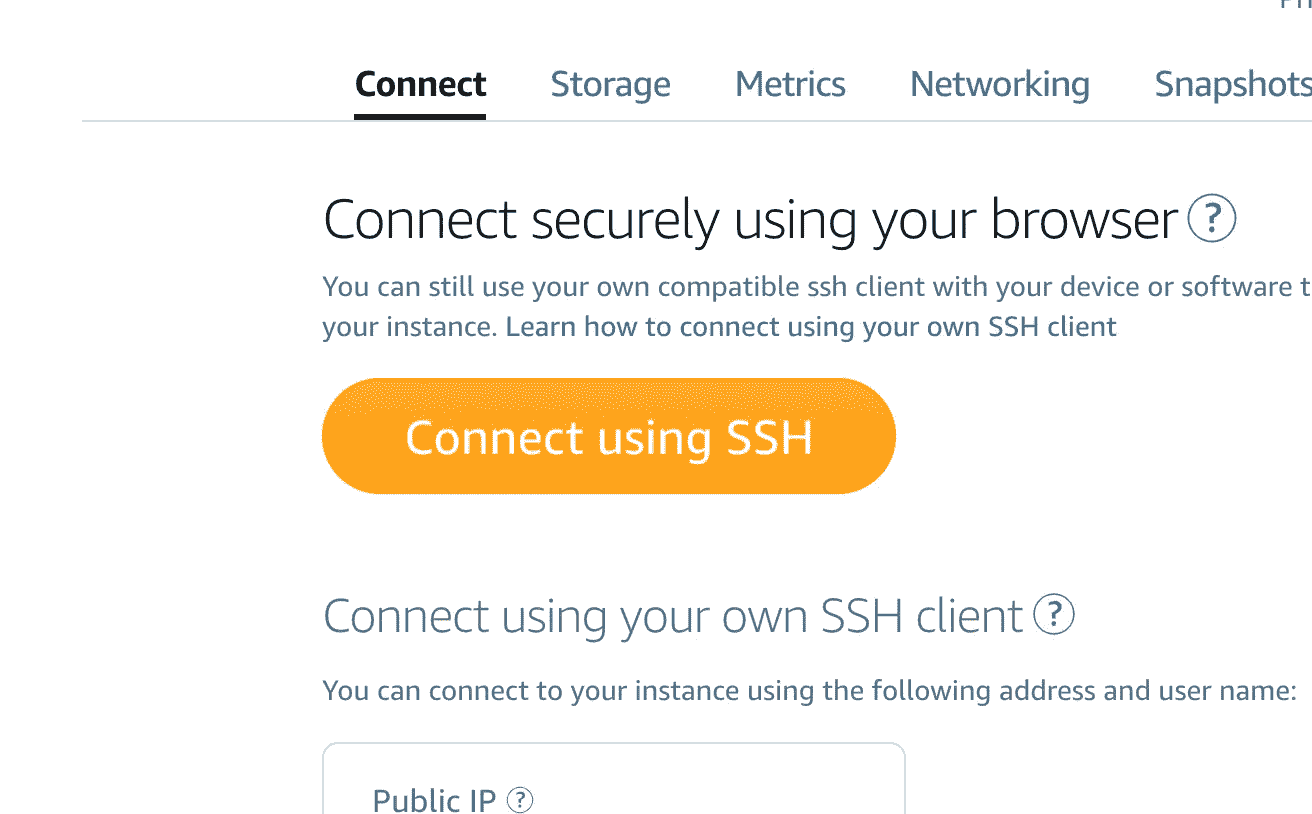 Connect Storage Metrics Networking Snapshots
Connect securely using your browser ?
You can still use your own compatible ssh client with your device or software
your instance. Learn how to connect using your own SSH client
Connect using SSH
Connect using your own SSH client ?
You can connect to your instance using the following address and user name:
Public IP ?